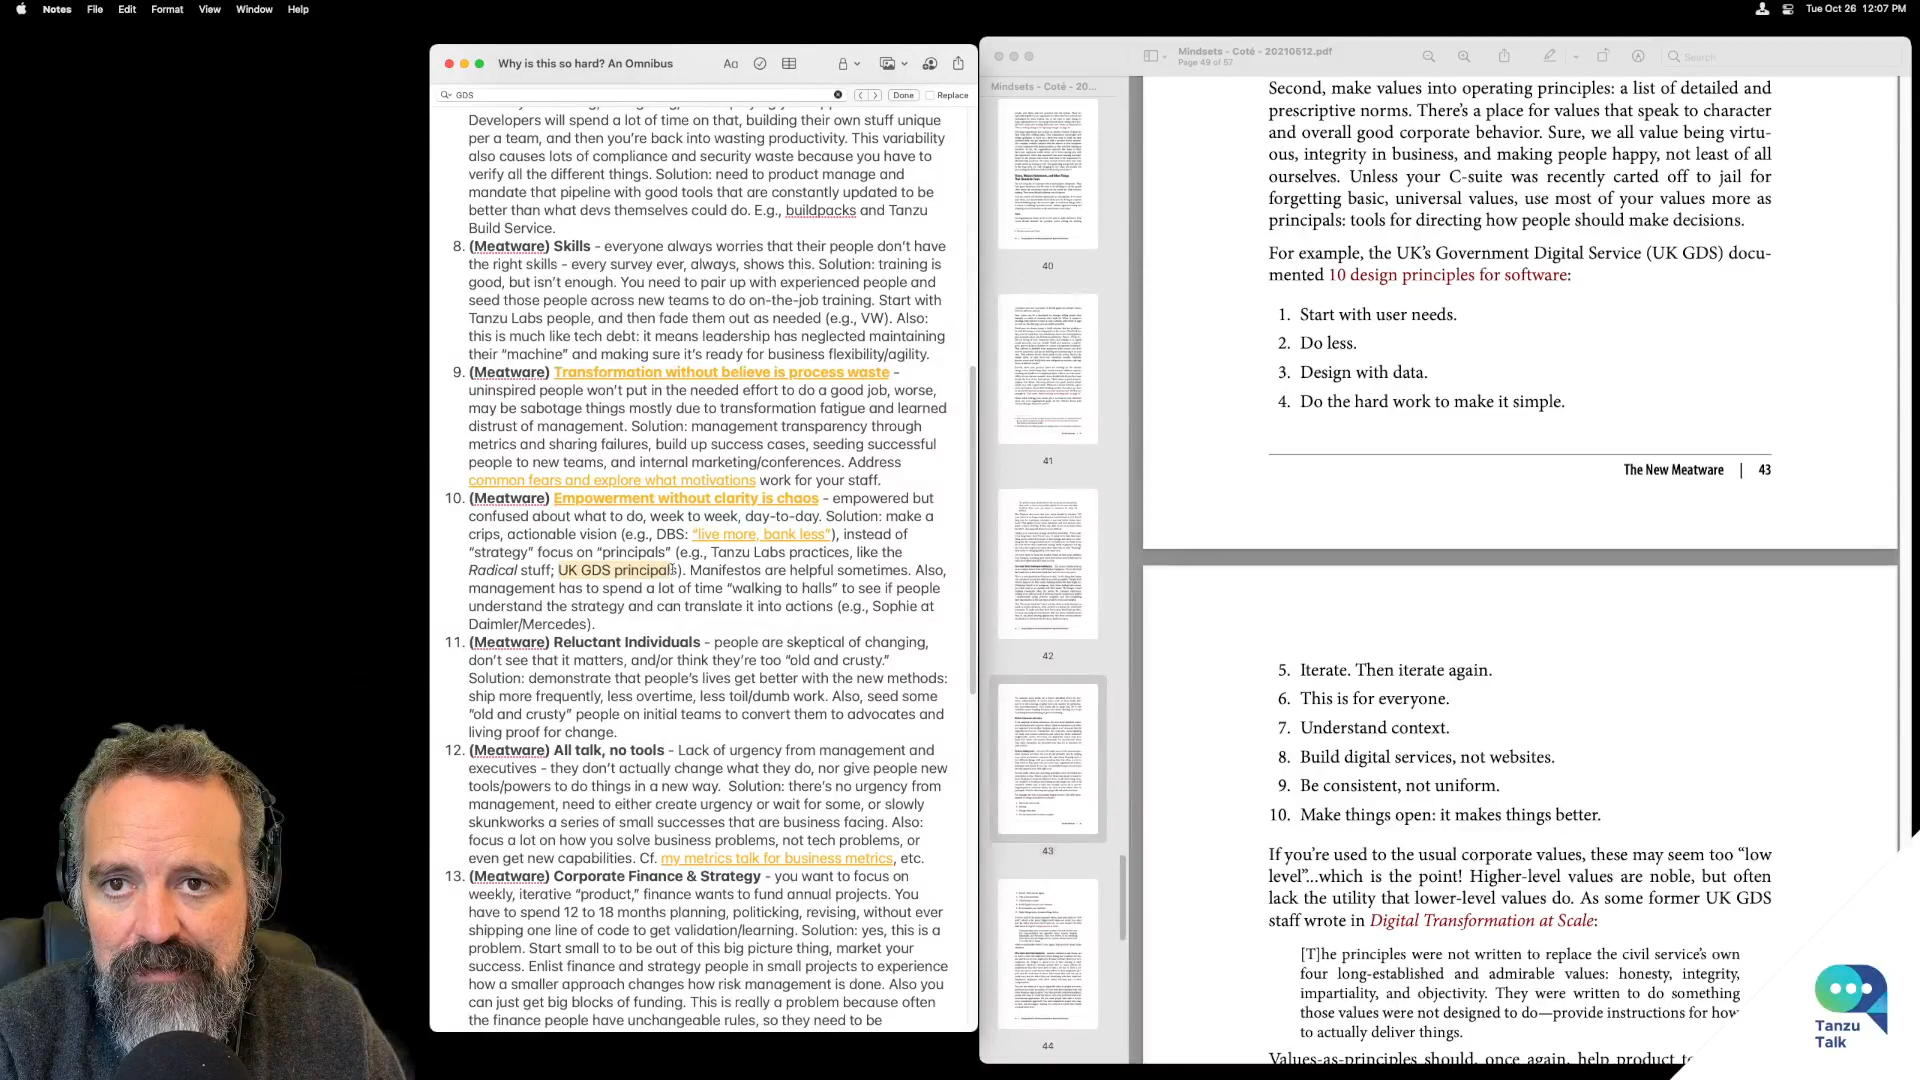 Notes File Edit Format View Window Help
Tue Oct 26 12:07 PM
Why is this so hard? An Omnibus
Aa
GDS
Done
Replace
Developers will spend a lot of time on that, building their own stuff unique
per a team, and then you're back into wasting productivity. This variability
also causes lots of compliance and security waste because you have to
verify all the different things. Solution: need to product manage and
mandate that pipeline with good tools that are constantly updated to be
better than what devs themselves could do. E.g., buildpacks and Tanzu
Build Service.
8. (Meatware) Skills - everyone always worries that their people don't have
the right skills - every survey ever, always, shows this. Solution: training is
good, but isn't enough. You need to pair up with experienced people and
seed those people across new teams to do on-the-job training. Start with
Tanzu Labs people, and then fade them out as needed (e.g., VW). Also:
this is much like tech debt: it means leadership has neglected maintaining
their “machine” and making sure it's ready for business flexibility/agility.
9. (Meatware) Transformation without believe is process waste -
uninspired people won't put in the needed effort to do a good job, worse,
may be sabotage things mostly due to transformation fatigue and learned
distrust of management. Solution: management transparency through
metrics and sharing failures, build up success cases, seeding successful
people to new teams, and internal marketing/conferences. Address
common fears and explore what motivations work for your staff.
10. (Meatware) Empowerment without clarity is chaos - empowered but
confused about what to do, week to week, day-to-day. Solution: make a
crips, actionable vision (e.g., DBS: “live more, bank less”), instead of
“strategy” focus on “principals” (e.g., Tanzu Labs practices, like the
Radical stuff; UK GDS principals). Manifestos are helpful sometimes. Also,
management has to spend a lot of time “walking to halls” to see if people
understand the strategy and can translate it into actions (e.g., Sophie at
Daimler/Mercedes).
11. (Meatware) Reluctant Individuals - people are skeptical of changing,
don't see that it matters, and/or think they're too “old and crusty.”
Solution: demonstrate that people's lives get better with the new methods:
ship more frequently, less overtime, less toil/dumb work. Also, seed some
“old and crusty” people on initial teams to convert them to advocates and
living proof for change.
12. (Meatware) All talk, no tools - Lack of urgency from management and
executives - they don't actually change what they do, nor give people new
tools/powers to do things in a new way. Solution: there's no urgency from
management, need to either create urgency or wait for some, or slowly
skunkworks a series of small successes that are business facing. Also:
focus a lot on how you solve business problems, not tech problems, or
even get new capabilities. Cf. my metrics talk for business metrics, etc.
13. (Meatware) Corporate Finance & Strategy - you want to focus on
weekly, iterative “product,” finance wants to fund annual projects. You
have to spend 12 to 18 months planning, politicking, revising, without ever
shipping one line of code to get validation/learning. Solution: yes, this is a
problem. Start small to to be out of this big picture thing, market your
success. Enlist finance and strategy people in small projects to experience
how a smaller approach changes how risk management is done. Also you
can just get big blocks of funding. This is really a problem because often
the finance people have unchangeable rules, so they need to be
Mindsets - Coté - 20210512.pdf
Page 49 of 57
Search
Mindsets - Coté - 20...
40
41
42
43
44
Second, make values into operating principles: a list of detailed and
prescriptive norms. There's a place for values that speak to character
and overall good corporate behavior. Sure, we all value being virtu-
ous, integrity in business, and making people happy, not least of all
ourselves. Unless your C-suite was recently carted off to jail for
forgetting basic, universal values, use most of your values more as
principals: tools for directing how people should make decisions.
For example, the UK's Government Digital Service (UK GDS) docu-
mented 10 design principles for software:
1. Start with user needs.
2. Do less.
3. Design with data.
4. Do the hard work to make it simple.
The New Meatware | 43
5. Iterate. Then iterate again.
6. This is for everyone.
7. Understand context.
8. Build digital services, not websites.
9. Be consistent, not uniform.
10. Make things open: it makes things better.
If you're used to the usual corporate values, these may seem too “low
level”...which is the point! Higher-level values are noble, but often
lack the utility that lower-level values do. As some former UK GDS
staff wrote in Digital Transformation at Scale:
[T]he principles were not written to replace the civil service's own
four long-established and admirable values: honesty, integrity,
impartiality, and objectivity. They were written to do something
those values were not designed to do—provide instructions for how
to actually deliver things.
Values-as-principles should, once again, help product
Tanzu
Talk